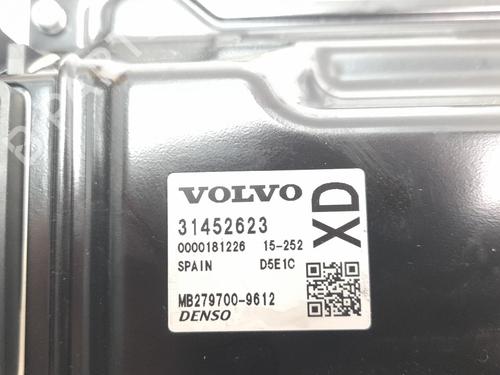 VOLVO
XD
31452623
0000181226 15-252
SPAIN D5E1C
MB279700-9612
DENSO